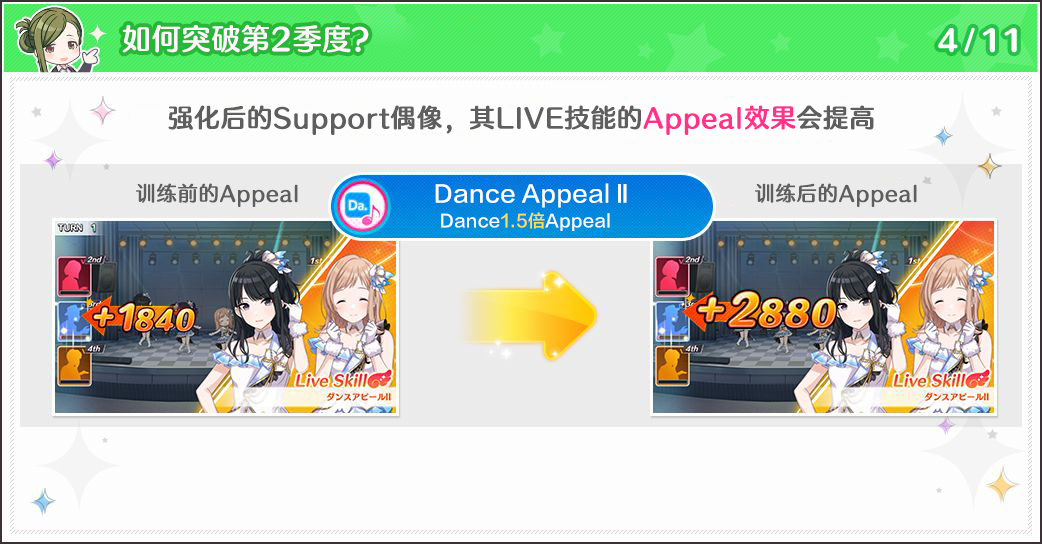 如何突破第2季度?
4/11
强化后的Support偶像，其LIVE技能的Appeal效果会提高
训练前的Appeal
Da.
Dance Appeal Ⅱ
Dance1.5倍Appeal
训练后的Appeal
TURN 1
2nd
1st
3rd
+1840
4th
Live Skill
ダンスアピールⅡ
2nd
1st
+2880
4th
Live Skill
ダンスアピールⅡ